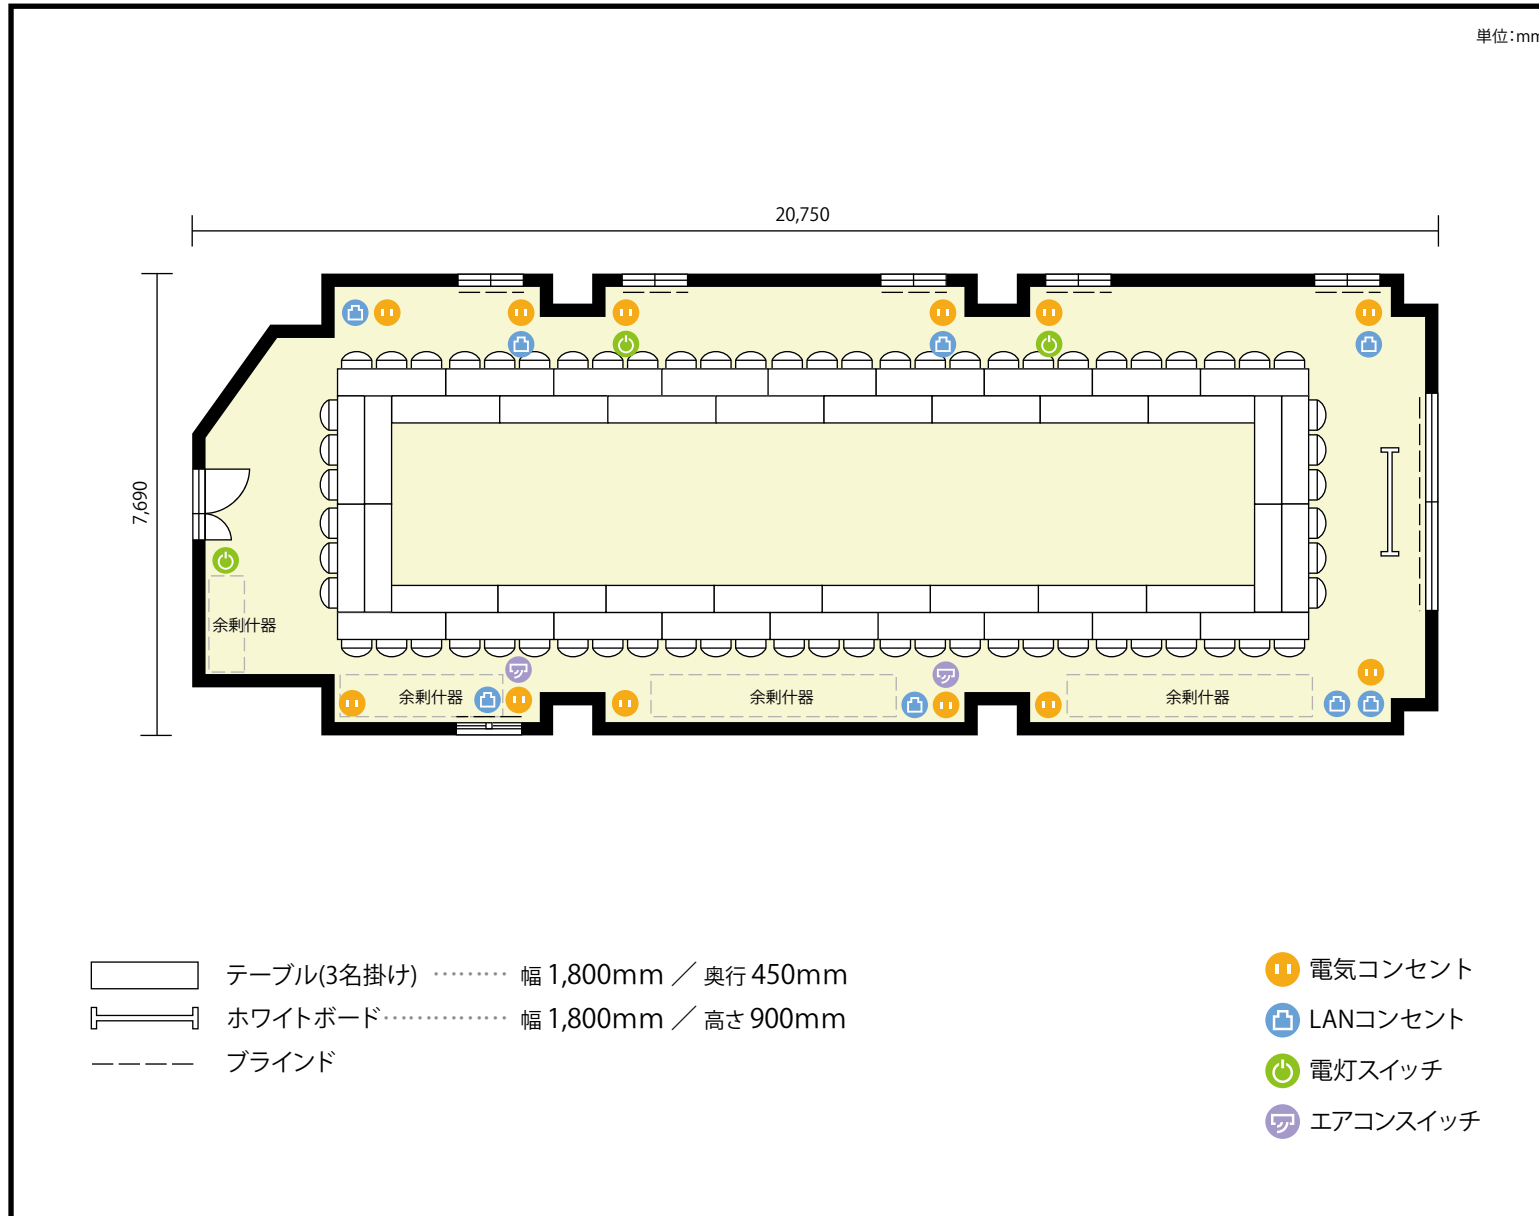 単位:mm
20,750
7,690
余剰什器
余剰什器
余剰什器
余剰什器
テーブル(3名掛け) ‥‥‥‥‥ 幅 1,800mm ／ 奥行 450mm
ホワイトボード‥‥‥‥‥‥‥ 幅 1,800mm ／ 高さ 900mm
ブラインド
電気コンセント
LANコンセント
電灯スイッチ
エアコンスイッチ